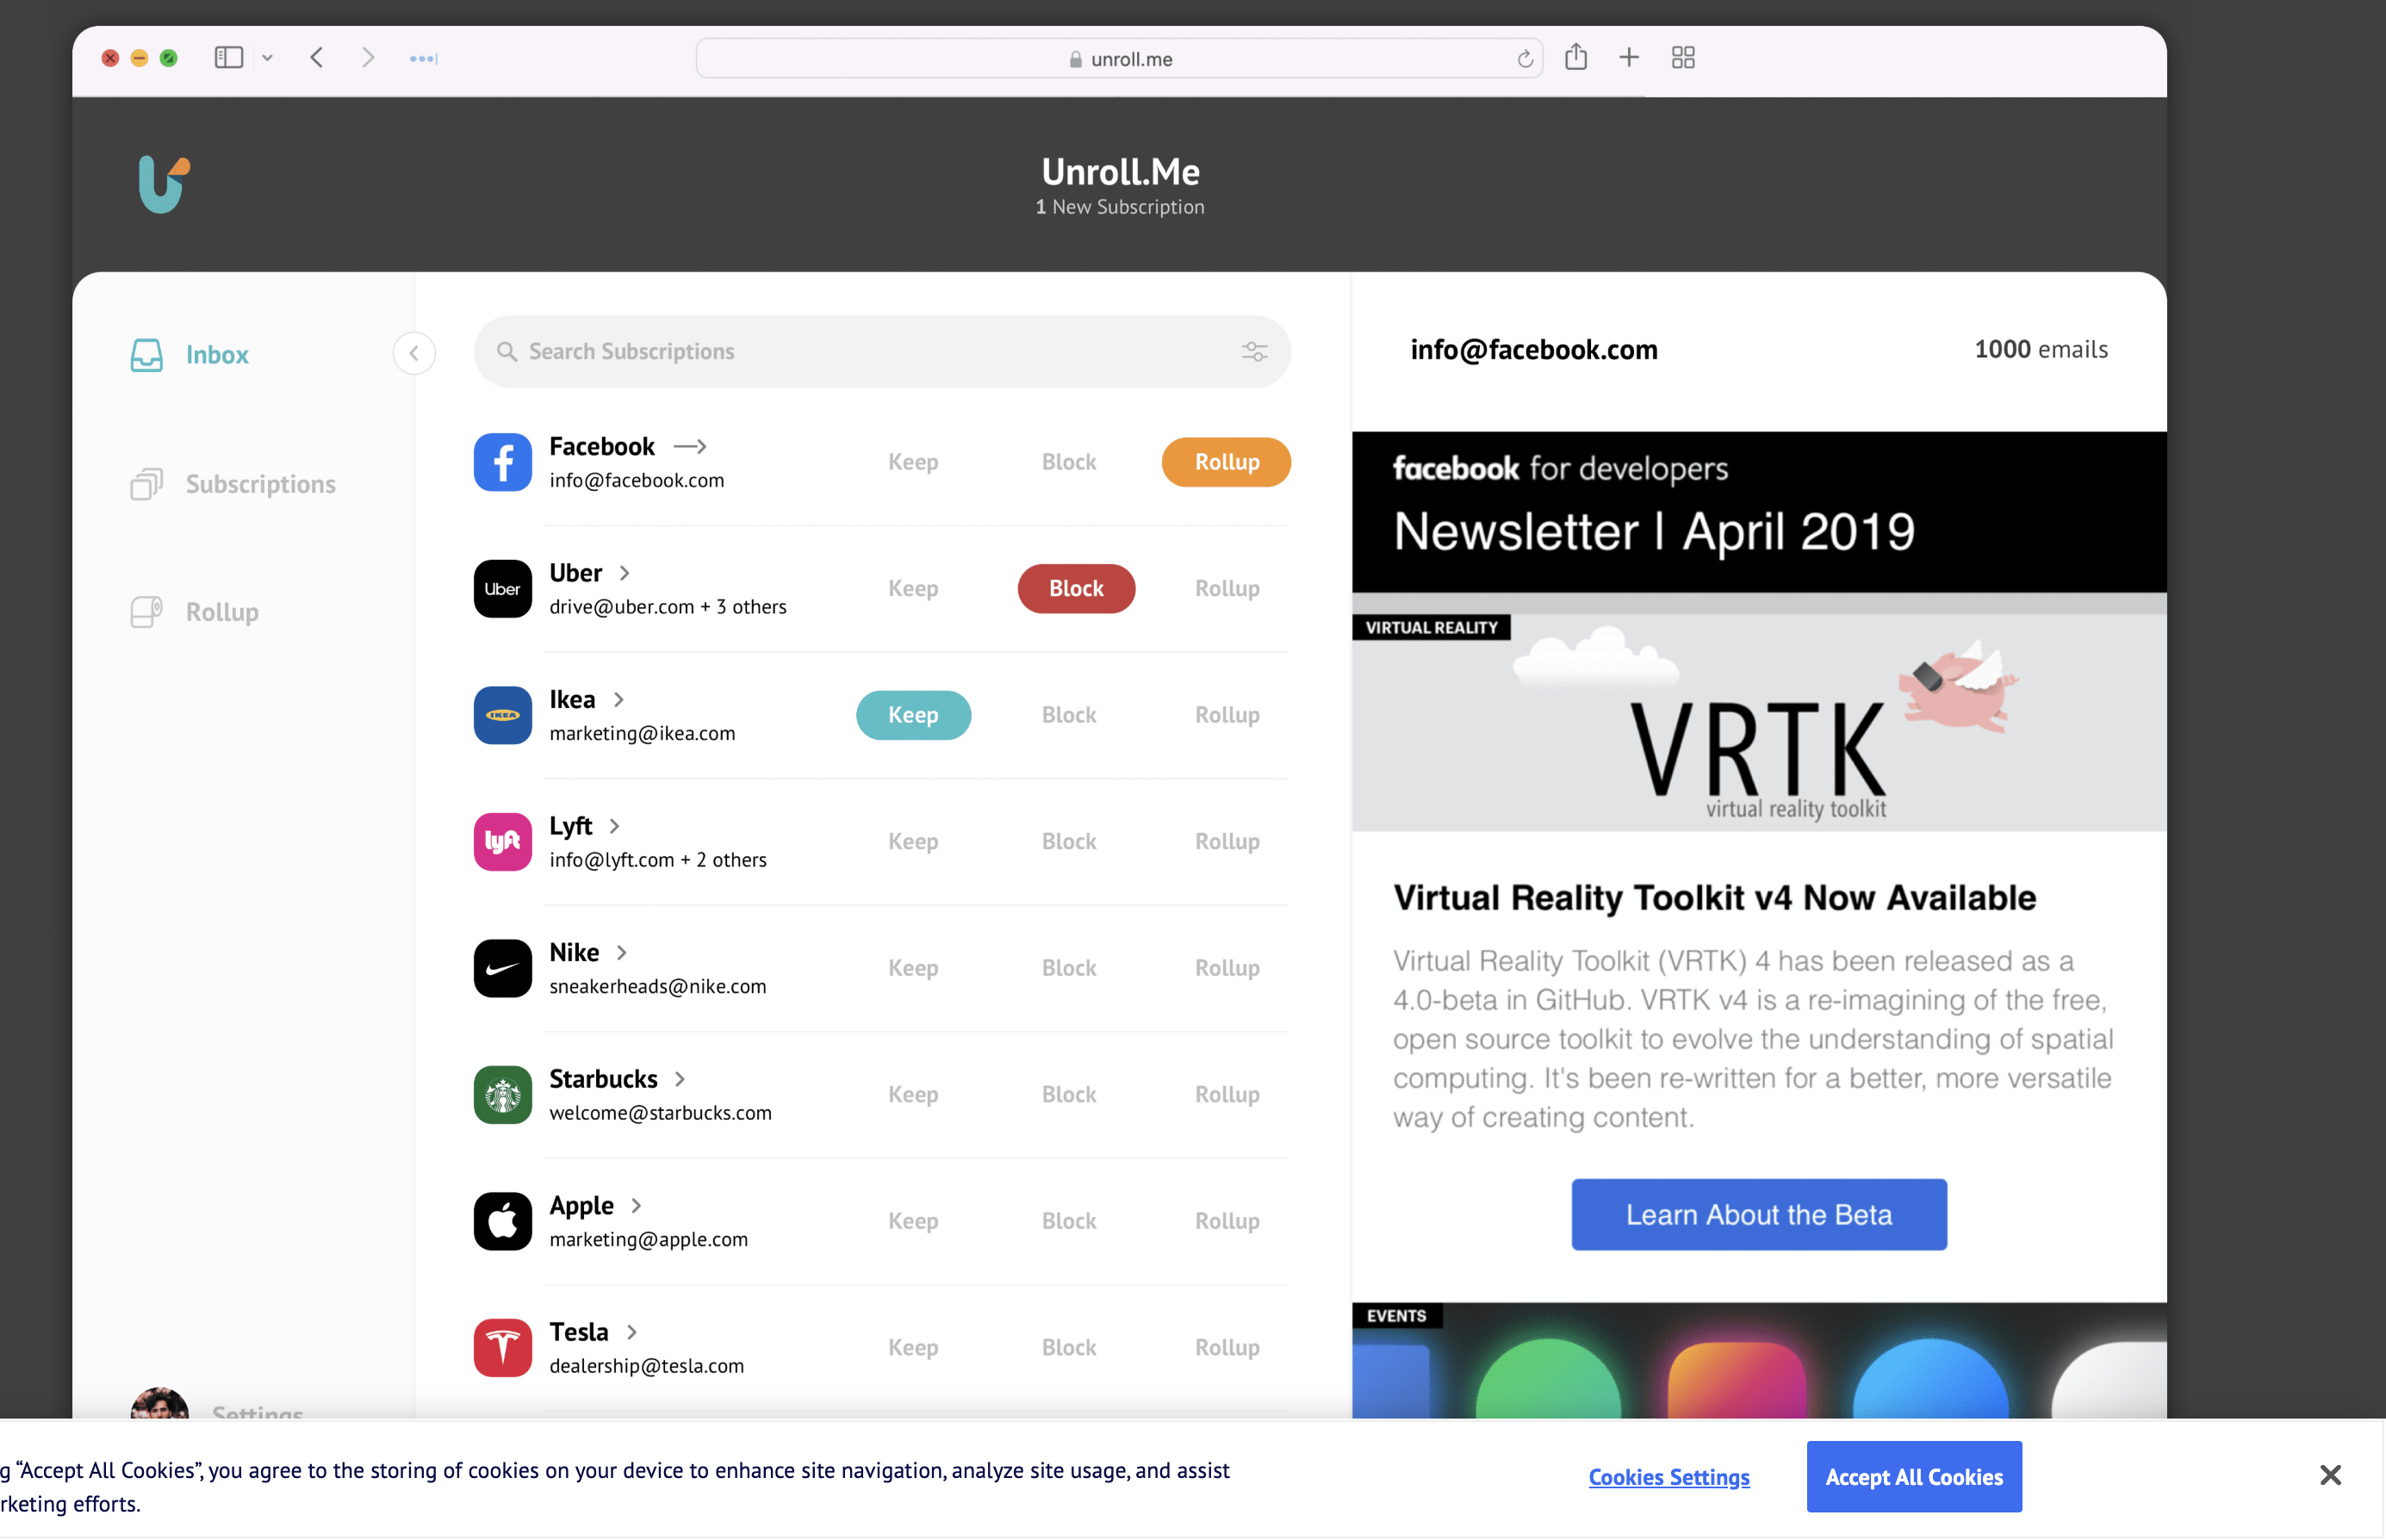 unroll.me
Unroll.Me
1 New Subscription
Inbox
Subscriptions
Rollup
Settings
Search Subscriptions
Facebook
info@facebook.com
Keep Block Rollup
Uber
Uber
drive@uber.com + 3 others
Keep Block Rollup
IKEA
Ikea
marketing@ikea.com
Keep Block Rollup
lyft
Lyft
info@lyft.com + 2 others
Keep Block Rollup
Nike
sneakerheads@nike.com
Keep Block Rollup
Starbucks
welcome@starbucks.com
Keep Block Rollup
Apple
marketing@apple.com
Keep Block Rollup
Tesla
dealership@tesla.com
Keep Block Rollup
info@facebook.com
1000 emails
facebook for developers
Newsletter | April 2019
VIRTUAL REALITY
VRTK
virtual reality toolkit
Virtual Reality Toolkit v4 Now Available
Virtual Reality Toolkit (VRTK) 4 has been released as a
4.0-beta in GitHub. VRTK v4 is a re-imagining of the free,
open source toolkit to evolve the understanding of spatial
computing. It's been re-written for a better, more versatile
way of creating content.
Learn About the Beta
EVENTS
g “Accept All Cookies”, you agree to the storing of cookies on your device to enhance site navigation, analyze site usage, and assist
rketing efforts.
Cookies Settings
Accept All Cookies